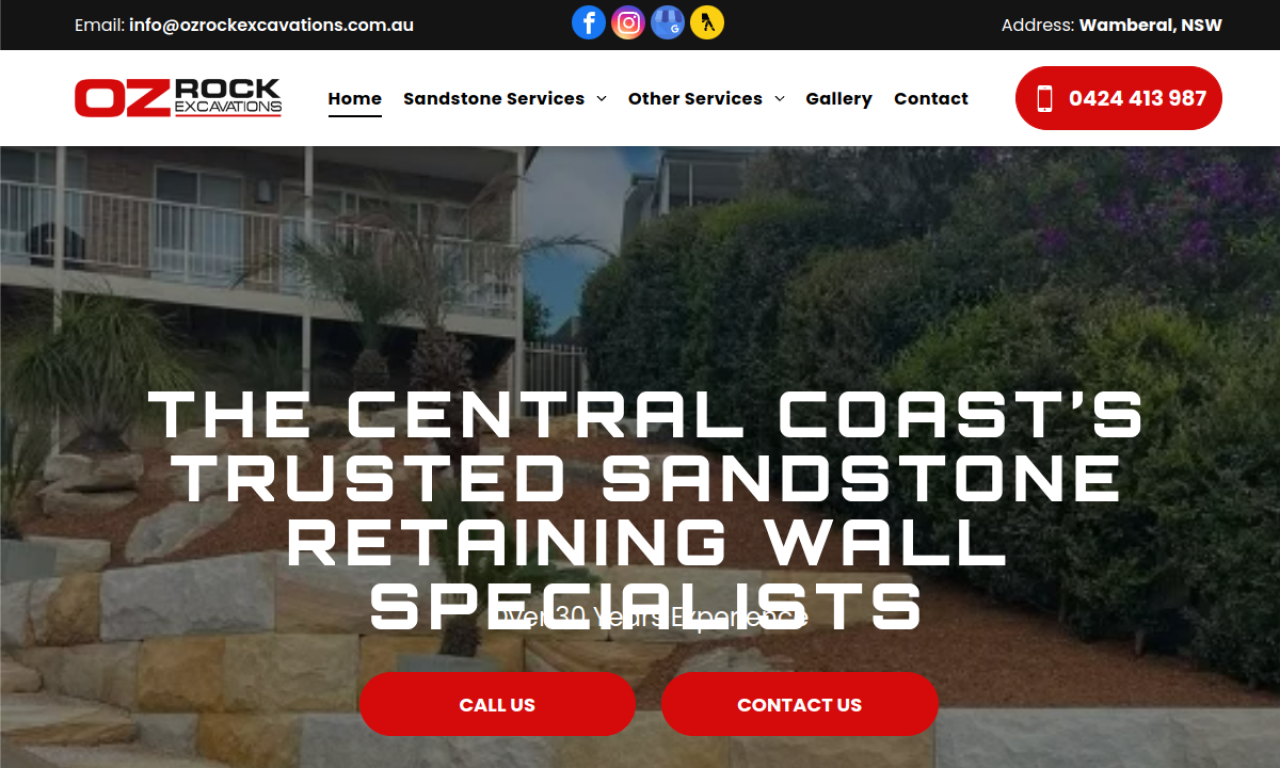 Email: info@ozrockexcavations.com.au
Address: Wamberal, NSW
OZ ROCK
EXCAVATIONS
Home
Sandstone Services
Other Services
Gallery
Contact
0424 413 987
THE CENTRAL COAST'S
TRUSTED SANDSTONE
RETAINING WALL
SPECIALISTS
Over 30 Years Experience
CALL US
CONTACT US